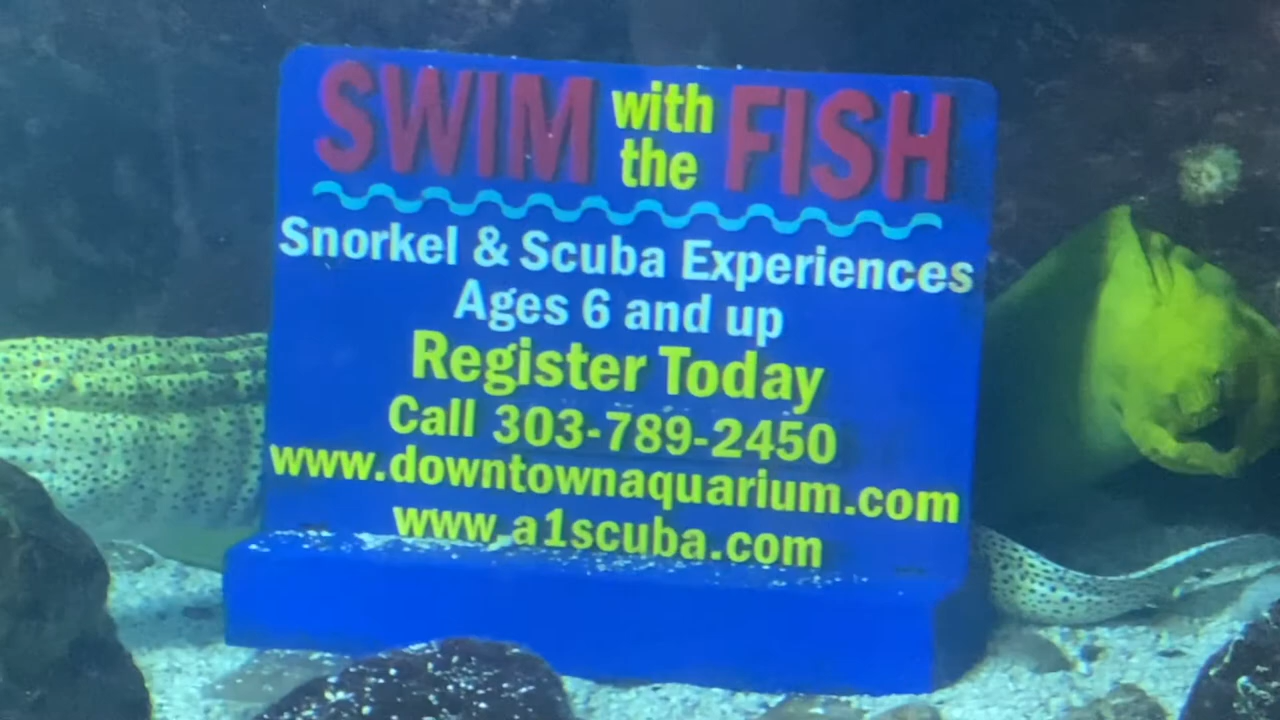 SWIM with the FISH
Snorkel & Scuba Experiences
Ages 6 and up
Register Today
Call 303-789-2450
www.downtownaquarium.com
www.a1scuba.com